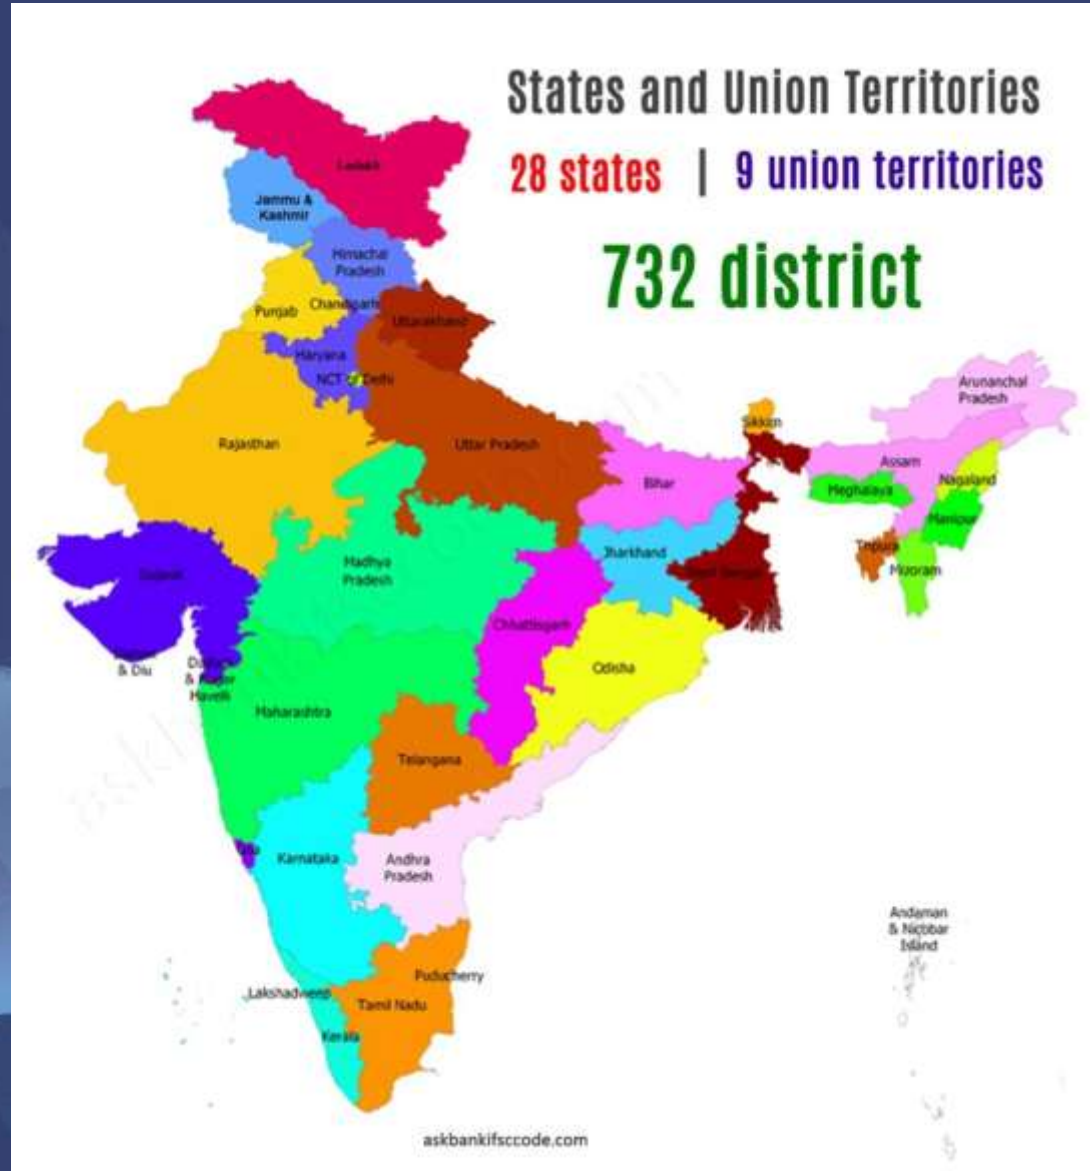 States and Union Territories
28 states | 9 union territories
732 district
Ladakh
Jammu &
Kashmir
Himachal
Pradesh
Punjab
Chandigarh
Uttarakhand
Haryana
NCT of Delhi
Rajasthan
Uttar Pradesh
Sikkim
Arunanchal
Pradesh
Assam
Nagaland
Meghalaya
Manipur
Tripura
Mizoram
Bihar
Jharkhand
Gujarat
Madhya
Pradesh
Chhattisgarh
& Diu
Havelli
Odisha
Maharashtra
Telangana
Goa
Karnataka
Andhra
Pradesh
Andaman
& Nicobar
Island
Puducherry
Lakshadweep
Tamil Nadu
Kerala
askbankifsccode.com